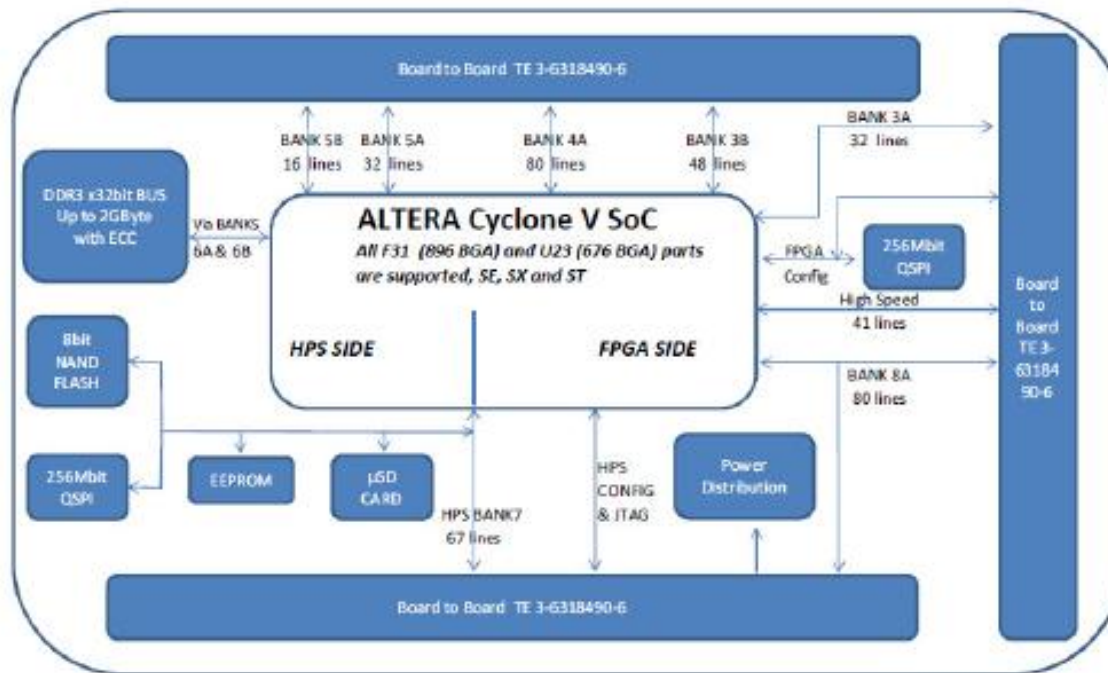 Board to Board TE 3-6318490-6
BANK 5B
16 lines
BANK 5A
32 lines
BANK 4A
80 lines
BANK 3B
48 lines
BANK 3A
32 lines
DDR3 x32bit BUS
Up to 2GByte
with ECC
Via BANKS
6A & 6B
ALTERA Cyclone V SoC
All F31 (896 BGA) and U23 (676 BGA) parts
are supported, SE, SX and ST
HPS SIDE
FPGA SIDE
FPGA
Config
256Mbit
QSPI
High Speed
41 lines
BANK 8A
80 lines
Board
to
Board
TE 3-
63184
90-6
8bit
NAND
FLASH
256Mbit
QSPI
EEPROM
µSD
CARD
HPS BANK7
67 lines
HPS
CONFIG
& JTAG
Power
Distribution
Board to Board TE 3-6318490-6